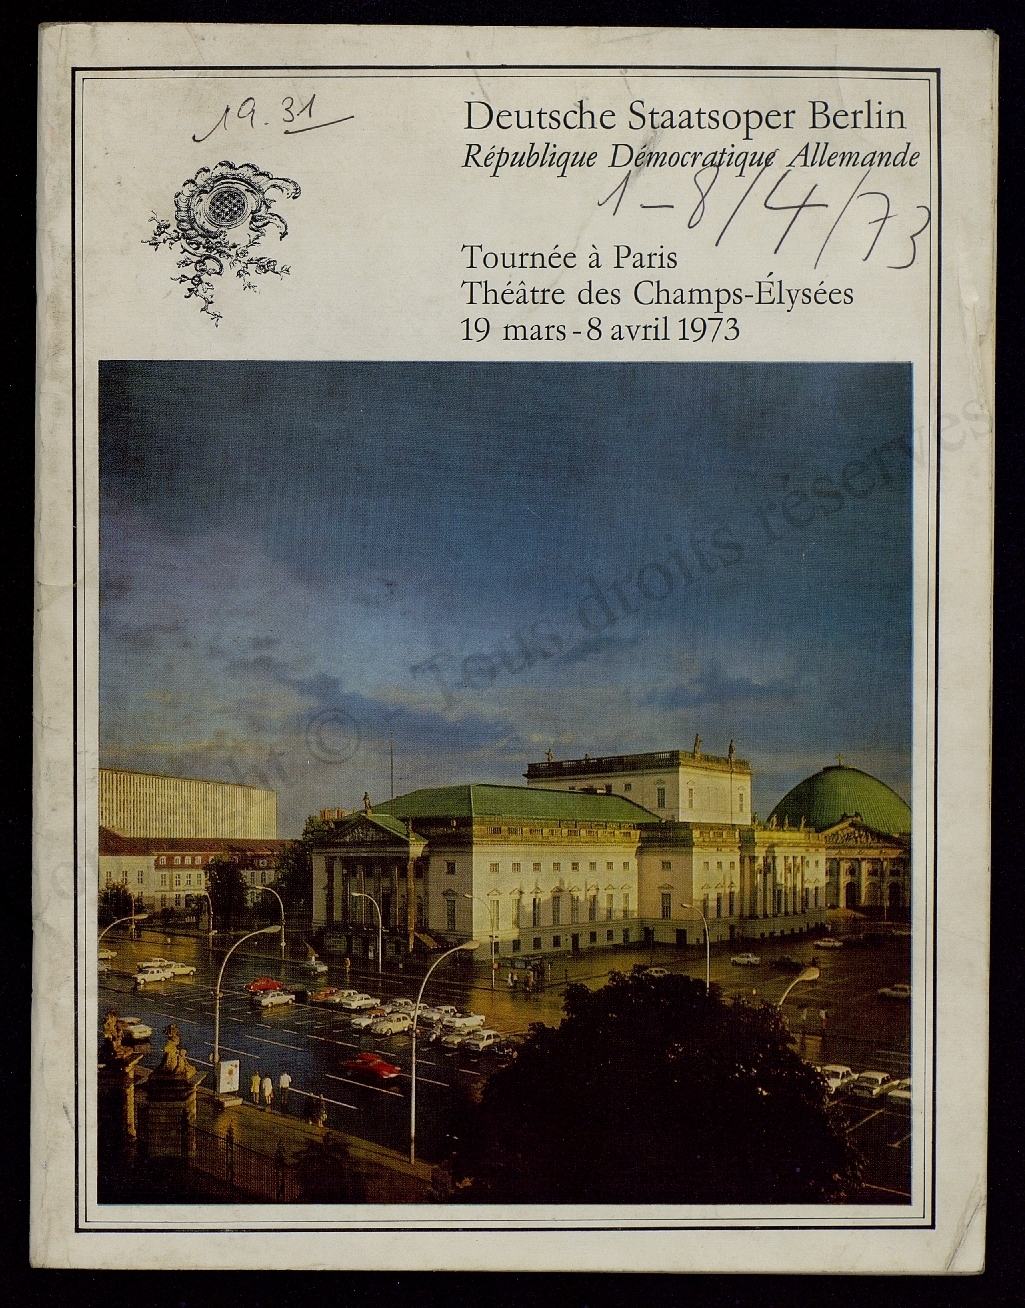 19.31
Deutsche Staatsoper Berlin
République Démocratique Allemande
1-8/4/73
Tournée à Paris
Théâtre des Champs-Élysées
19 mars - 8 avril 1973
© - Tous droits réservés